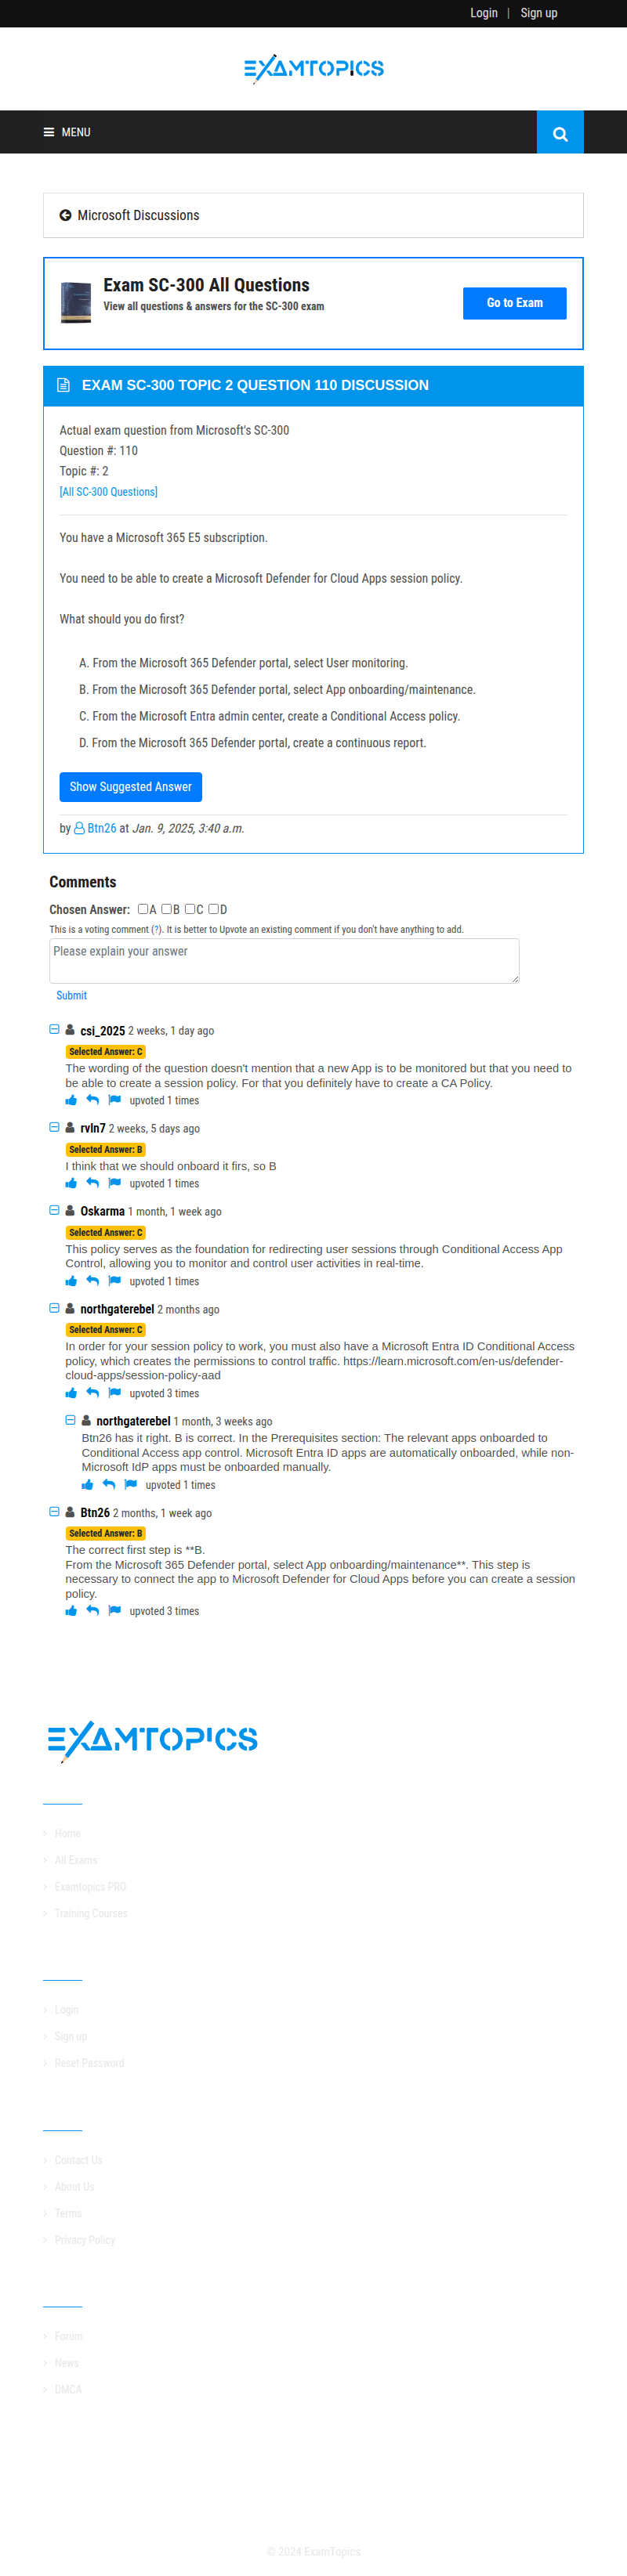 Login | Sign up
EXAMTOPICS
MENU
Microsoft Discussions
Exam SC-300 All Questions
View all questions & answers for the SC-300 exam
Go to Exam
EXAM SC-300 TOPIC 2 QUESTION 110 DISCUSSION
Actual exam question from Microsoft's SC-300
Question #: 110
Topic #: 2
[All SC-300 Questions]
You have a Microsoft 365 E5 subscription.
You need to be able to create a Microsoft Defender for Cloud Apps session policy.
What should you do first?
A. From the Microsoft 365 Defender portal, select User monitoring.
B. From the Microsoft 365 Defender portal, select App onboarding/maintenance.
C. From the Microsoft Entra admin center, create a Conditional Access policy.
D. From the Microsoft 365 Defender portal, create a continuous report.
Show Suggested Answer
by Btn26 at Jan. 9, 2025, 3:40 a.m.
Comments
Chosen Answer: A B C D
This is a voting comment (?). It is better to Upvote an existing comment if you don't have anything to add.
Please explain your answer
Submit
csi_2025 2 weeks, 1 day ago
Selected Answer: C
The wording of the question doesn't mention that a new App is to be monitored but that you need to
be able to create a session policy. For that you definitely have to create a CA Policy.
upvoted 1 times
rvln7 2 weeks, 5 days ago
Selected Answer: B
I think that we should onboard it firs, so B
upvoted 1 times
Oskarma 1 month, 1 week ago
Selected Answer: C
This policy serves as the foundation for redirecting user sessions through Conditional Access App
Control, allowing you to monitor and control user activities in real-time.
upvoted 1 times
northgaterebel 2 months ago
Selected Answer: C
In order for your session policy to work, you must also have a Microsoft Entra ID Conditional Access
policy, which creates the permissions to control traffic. https://learn.microsoft.com/en-us/defender-
cloud-apps/session-policy-aad
upvoted 3 times
northgaterebel 1 month, 3 weeks ago
Btn26 has it right. B is correct. In the Prerequisites section: The relevant apps onboarded to
Conditional Access app control. Microsoft Entra ID apps are automatically onboarded, while non-
Microsoft IdP apps must be onboarded manually.
upvoted 1 times
Btn26 2 months, 1 week ago
Selected Answer: B
The correct first step is **B.
From the Microsoft 365 Defender portal, select App onboarding/maintenance**. This step is
necessary to connect the app to Microsoft Defender for Cloud Apps before you can create a session
policy.
upvoted 3 times
EXAMTOPICS
Home
All Exams
Examtopics PRO
Training Courses
Login
Sign up
Reset Password
Contact Us
About Us
Terms
Privacy Policy
Forum
News
DMCA
© 2024 ExamTopics